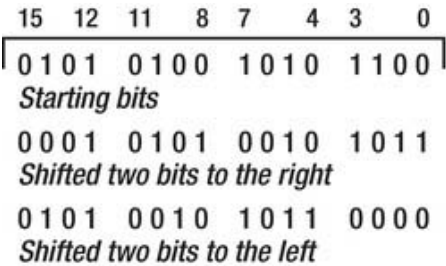 15 12 11 8 7 4 3 0
0101 0100 1010 1100
Starting bits
0001 0101 0010 1011
Shifted two bits to the right
0101 0010 1011 0000
Shifted two bits to the left